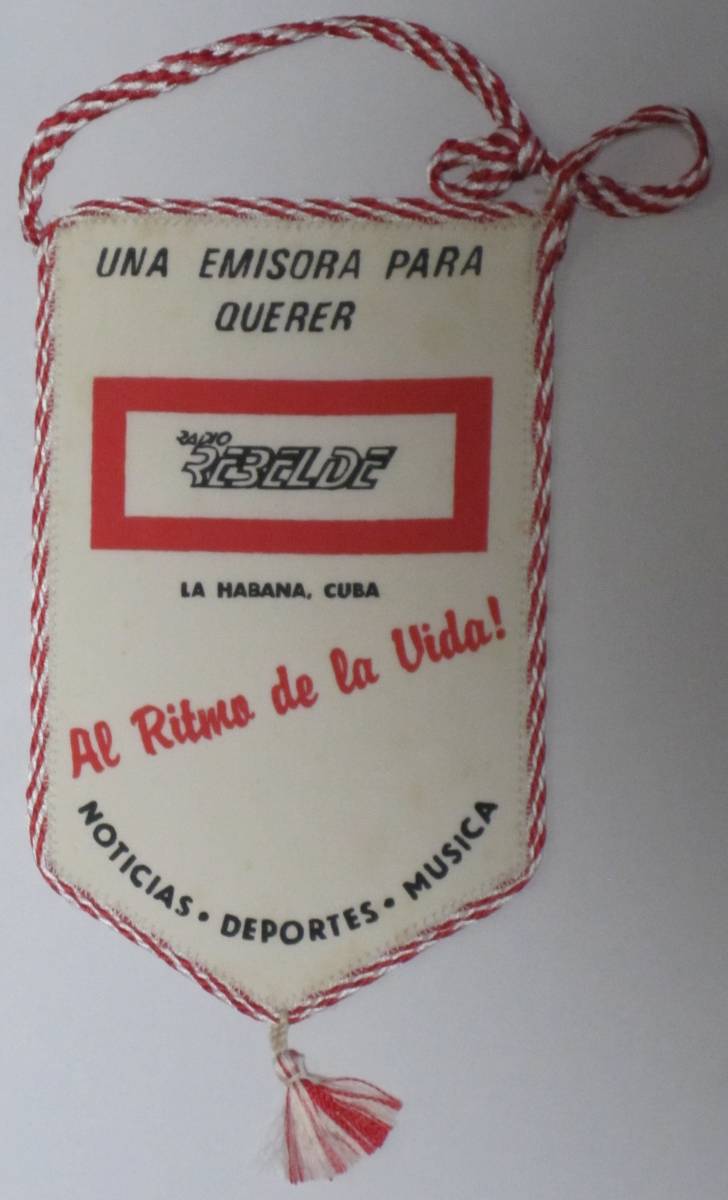 UNA EMISORA PARA
QUERER
RADIO
REBELDE
LA HABANA, CUBA
Al Ritmo de la Vida!
NOTICIAS • DEPORTES • MUSICA